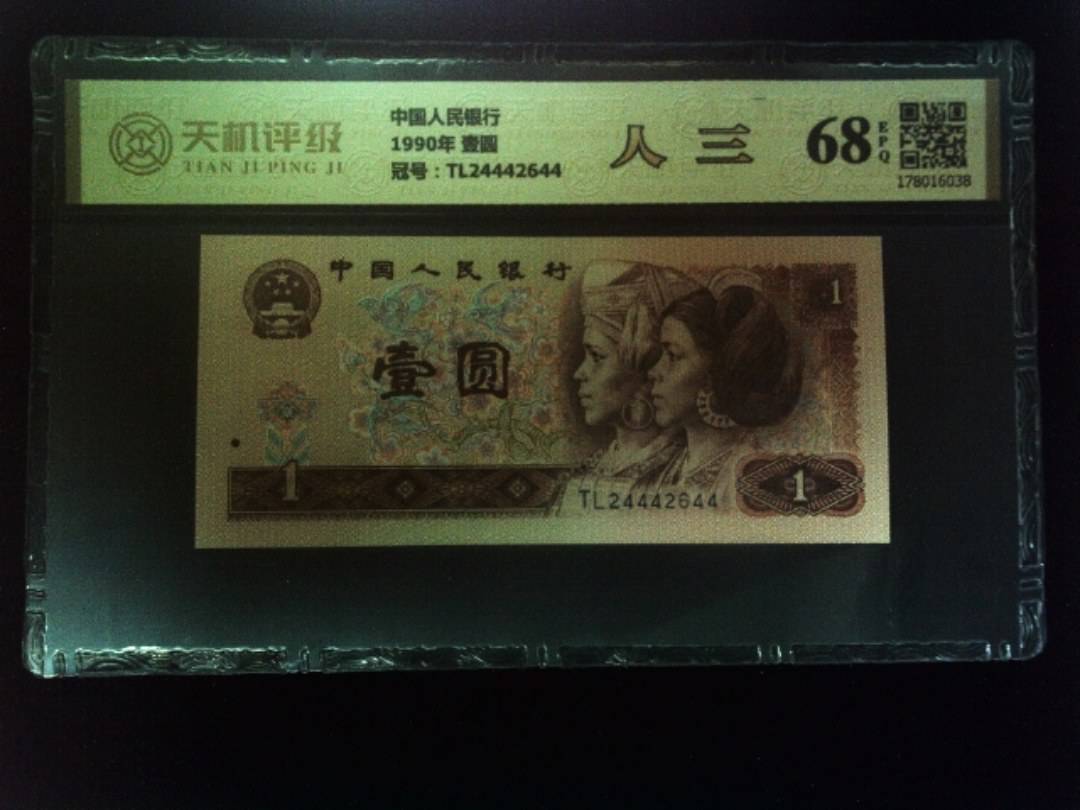 天机评级
TIAN JI PING JI
中国人民银行
1990年 壹圆
冠号：TL24442644
人三
68
EPQ
178016038
中国人民银行
1
壹圆
1
TL24442644
1